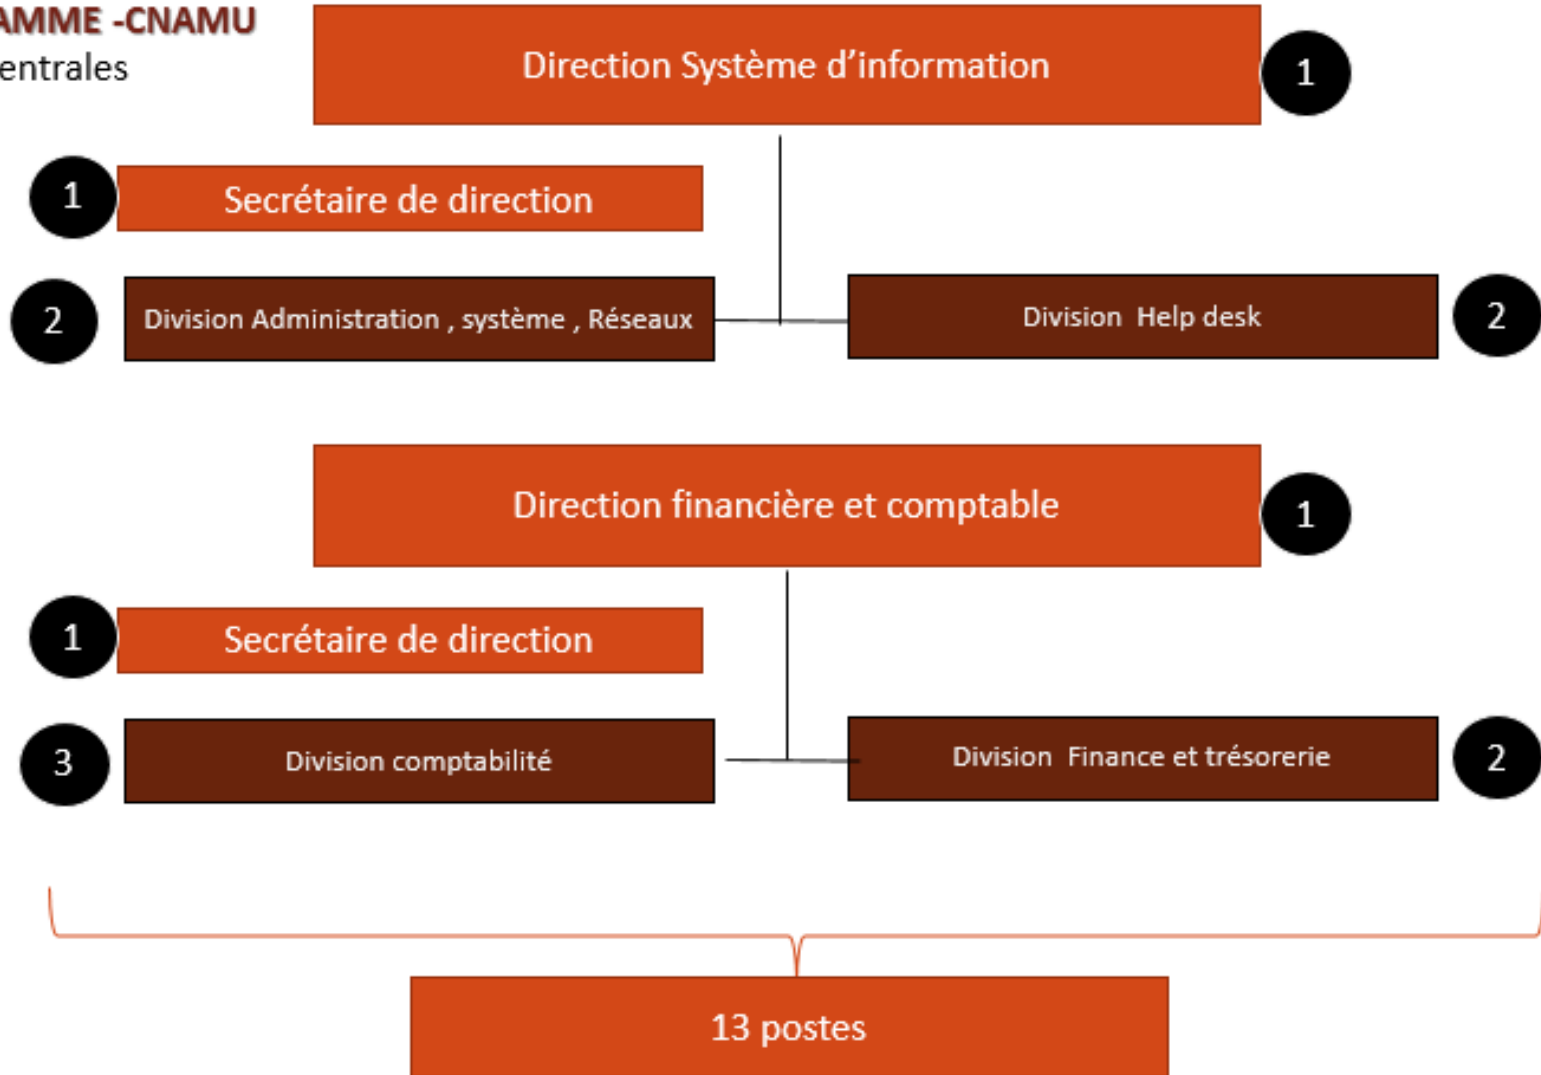 AMME -CNAMU
entrales
Direction Système d’information
1
1
Secrétaire de direction
2
Division Administration , système , Réseaux
Division Help desk
2
Direction financière et comptable
1
1
Secrétaire de direction
3
Division comptabilité
Division Finance et trésorerie
2
13 postes